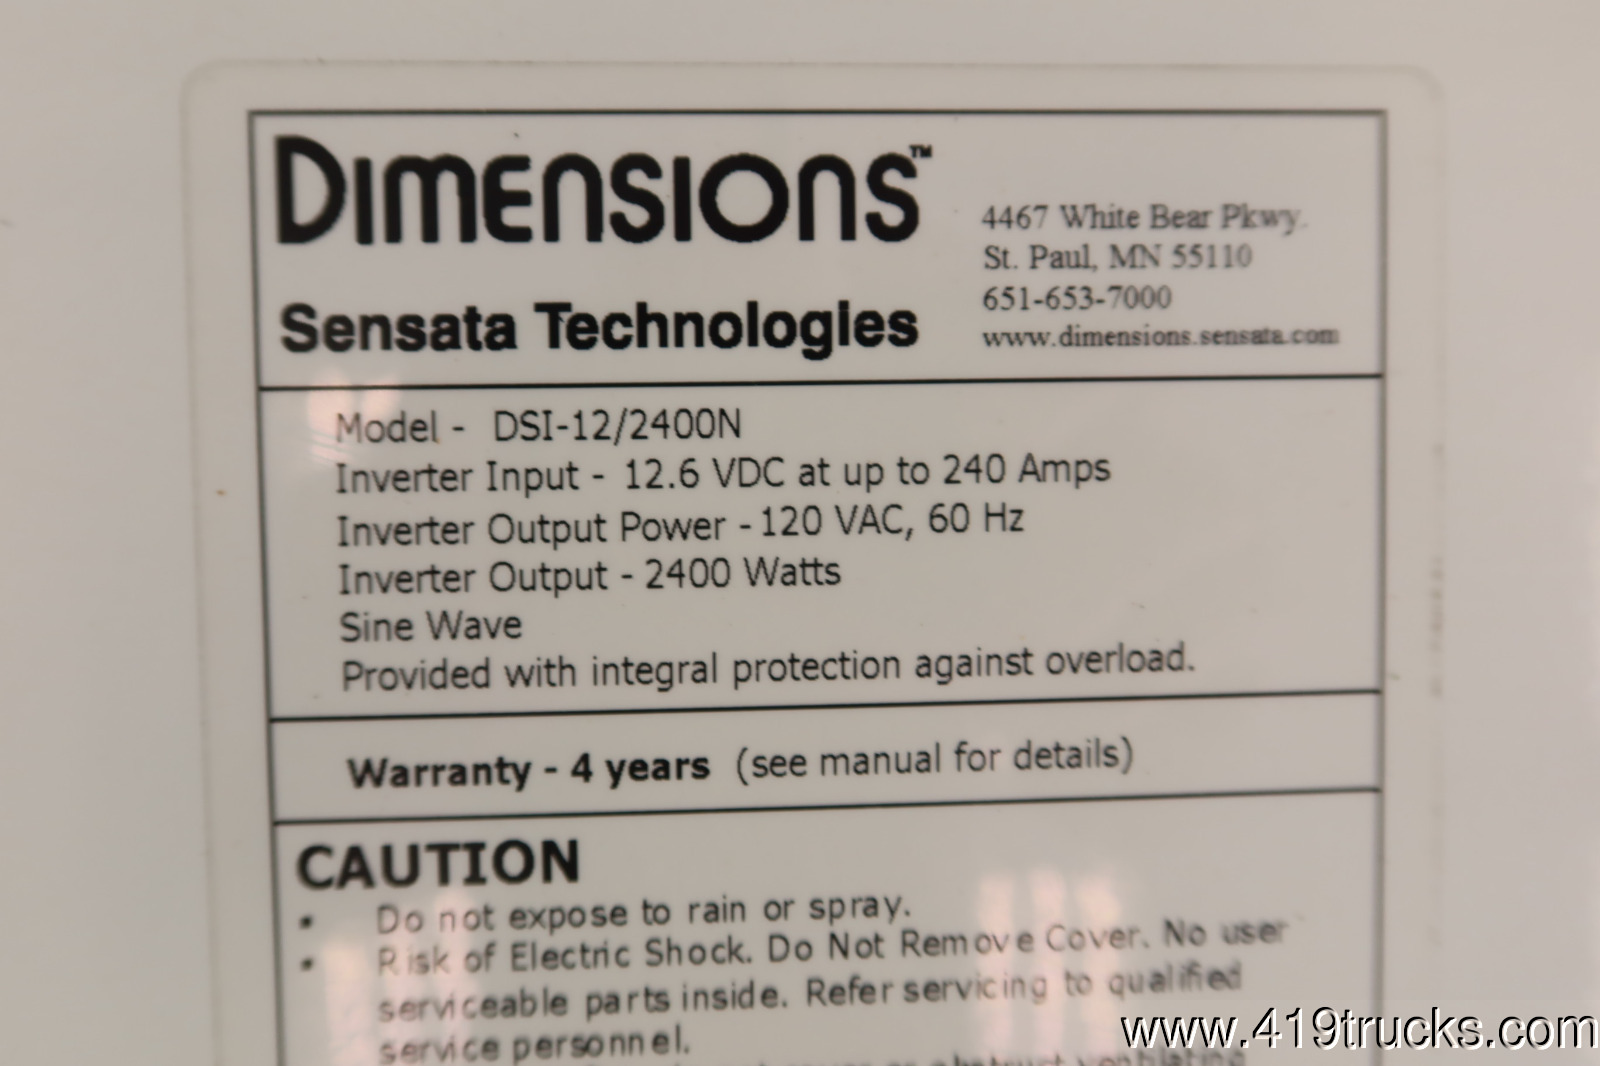 DIMENSIONS™
4467 White Bear Pkwy.
St. Paul, MN 55110
651-653-7000
www.dimensions.sensata.com
Sensata Technologies
Model - DSI-12/2400N
Inverter Input - 12.6 VDC at up to 240 Amps
Inverter Output Power - 120 VAC, 60 Hz
Inverter Output - 2400 Watts
Sine Wave
Provided with integral protection against overload.
Warranty - 4 years (see manual for details)
CAUTION
• Do not expose to rain or spray.
• Risk of Electric Shock. Do Not Remove Cover. No user
serviceable parts inside. Refer servicing to qualified
service personnel.
obstruct ventilating
www.419trucks.com